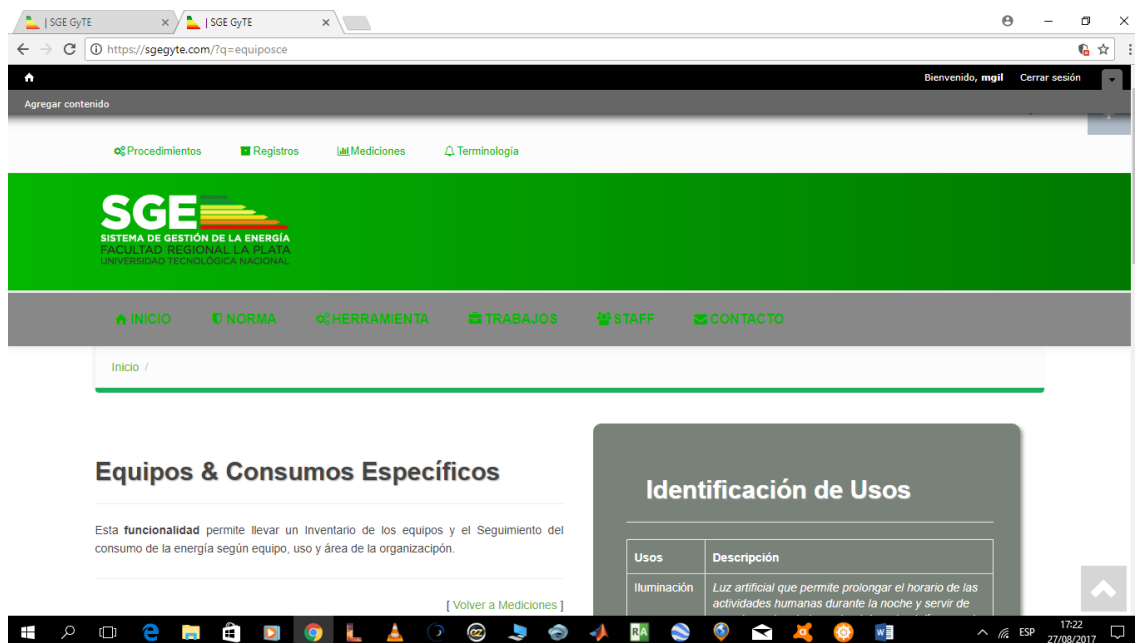 | SGE GyTE
| SGE GyTE
https://sgegyte.com/?q=equiposce
Bienvenido, mgil Cerrar sesión
Agregar contenido
Procedimientos Registros Mediciones Terminología
SGE
SISTEMA DE GESTIÓN DE LA ENERGÍA
FACULTAD REGIONAL LA PLATA
UNIVERSIDAD TECNOLÓGICA NACIONAL
INICIO NORMA HERRAMIENTA TRABAJOS STAFF CONTACTO
Inicio /
Equipos & Consumos Específicos
Esta funcionalidad permite llevar un Inventario de los equipos y el Seguimiento del
consumo de la energía según equipo, uso y área de la organizacipón.
[ Volver a Mediciones ]
Identificación de Usos
Usos Descripción
Iluminación Luz artificial que permite prolongar el horario de las
actividades humanas durante la noche y servir de
RA
ESP
17:22
27/08/2017